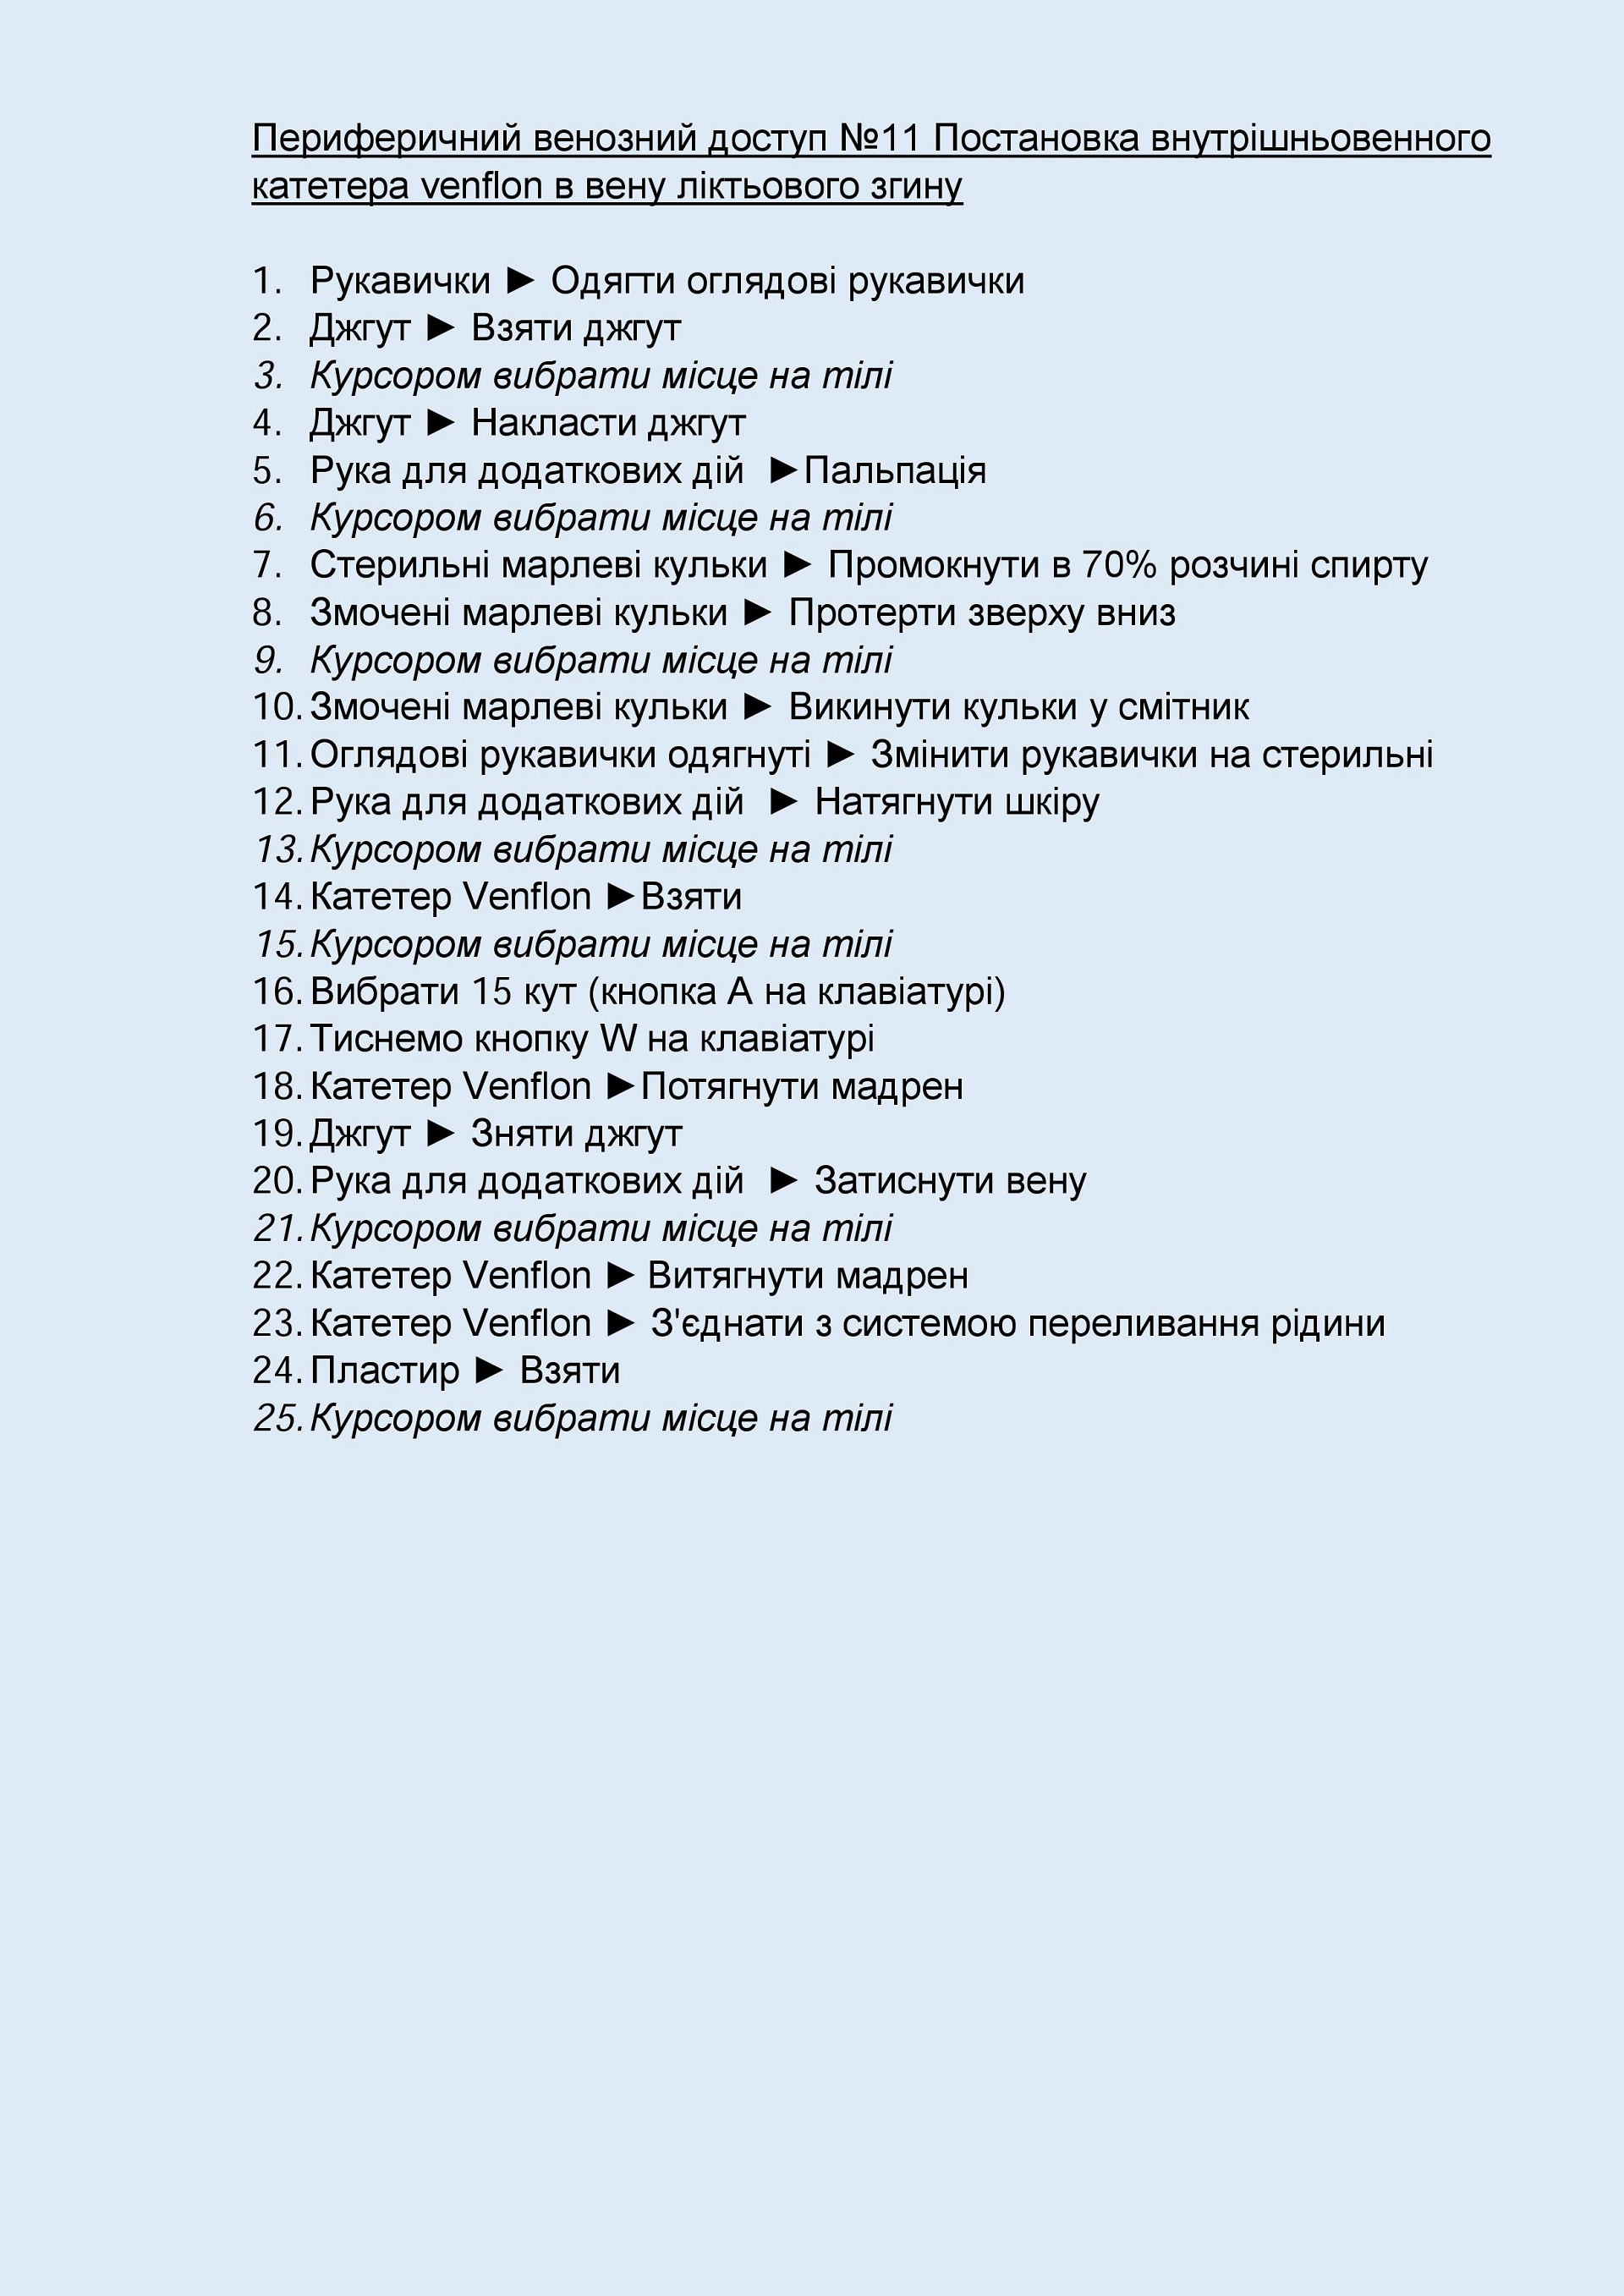 Периферичний венозний доступ №11 Постановка внутрішньовенного
катетера venflon в вену ліктьового згину
1. Рукавички ► Одягти оглядові рукавички
2. Джгут ► Взяти джгут
3. Курсором вибрати місце на тілі
4. Джгут ► Накласти джгут
5. Рука для додаткових дій ►Пальпація
6. Курсором вибрати місце на тілі
7. Стерильні марлеві кульки ► Промокнути в 70% розчині спирту
8. Змочені марлеві кульки ► Протерти зверху вниз
9. Курсором вибрати місце на тілі
10. Змочені марлеві кульки ► Викинути кульки у смітник
11. Оглядові рукавички одягнуті ► Змінити рукавички на стерильні
12. Рука для додаткових дій ► Натягнути шкіру
13. Курсором вибрати місце на тілі
14. Катетер Venflon ►Взяти
15. Курсором вибрати місце на тілі
16. Вибрати 15 кут (кнопка А на клавіатурі)
17. Тиснемо кнопку W на клавіатурі
18. Катетер Venflon ►Потягнути мадрен
19. Джгут ► Зняти джгут
20. Рука для додаткових дій ► Затиснути вену
21. Курсором вибрати місце на тілі
22. Катетер Venflon ► Витягнути мадрен
23. Катетер Venflon ► З'єднати з системою переливання рідини
24. Пластир ► Взяти
25. Курсором вибрати місце на тілі